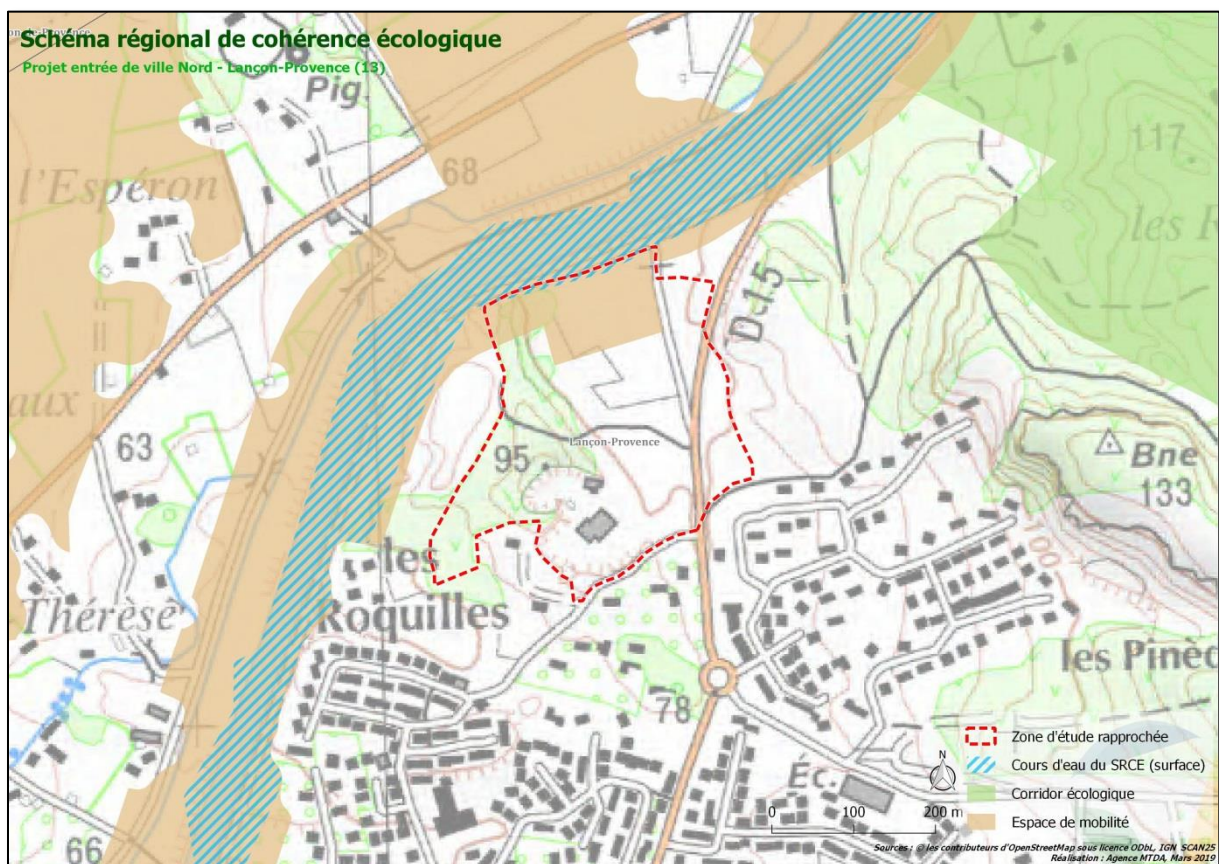 Schéma régional de cohérence écologique
Projet entrée de ville Nord - Lançon-Provence (13)
Pig.
l'Espéron
68
117
les R
D 15
aux
63
Lançon-Provence
95
Bne
133
100
les
Roquilles
Thérèse
les Pinèd
78
Éc.
66
Zone d'étude rapprochée
Cours d'eau du SRCE (surface)
Corridor écologique
Espace de mobilité
N
0 100 200 m
Sources : © les contributeurs d'OpenStreetMap sous licence ODbL, IGN SCAN25
Réalisation : Agence MTDA, Mars 2016